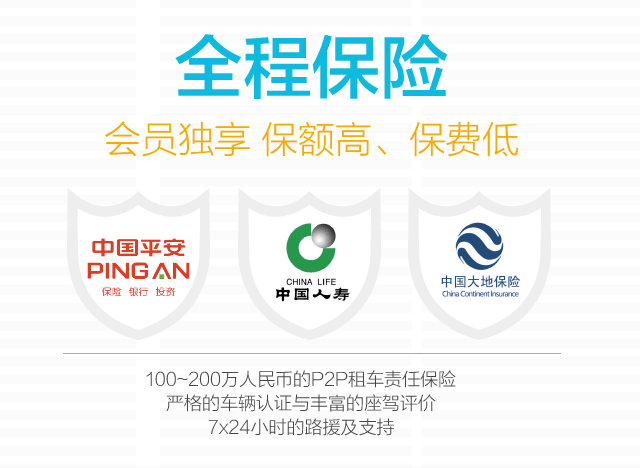 全程保险
会员独享 保额高、保费低
中国平安
PING AN
保险 银行 投资
CHINA LIFE
中国人寿
中国大地保险
China Continent Insurance
100~200万人民币的P2P租车责任保险
严格的车辆认证与丰富的座驾评价
7x24小时的路援及支持